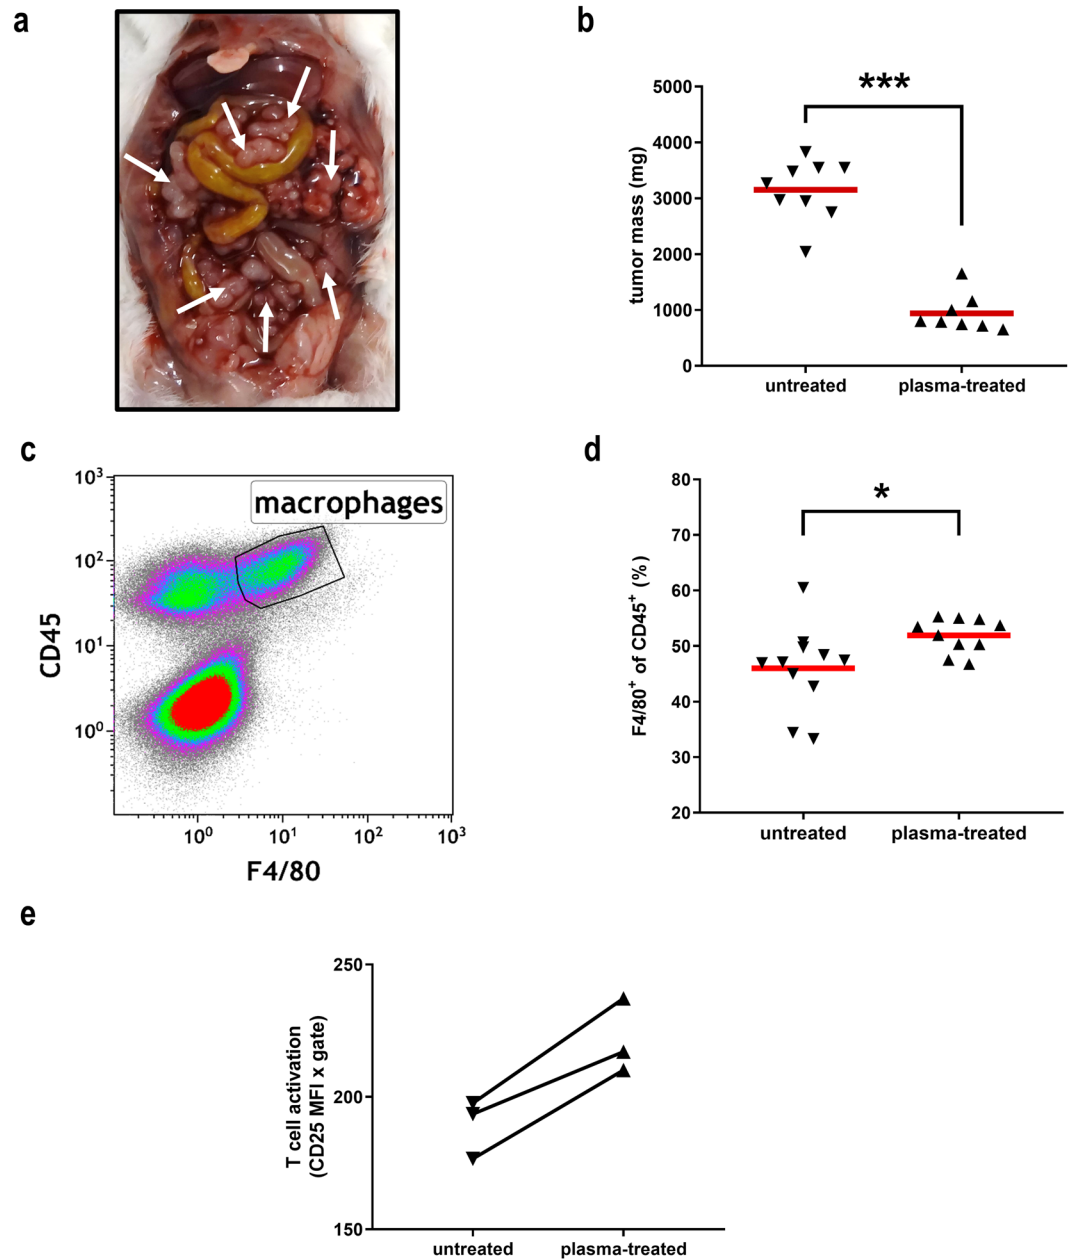 a
b
***
5000
4000
3000
2000
1000
0
tumor mass (mg)
untreated
plasma-treated
c
macrophages
10³
10²
10¹
10⁰
CD45
10⁰
10¹
10²
10³
F4/80
d
*
80
70
60
50
40
30
20
F4/80⁺ of CD45⁺ (%)
untreated
plasma-treated
e
250
200
150
T cell activation
(CD25 MFI x gate)
untreated
plasma-treated